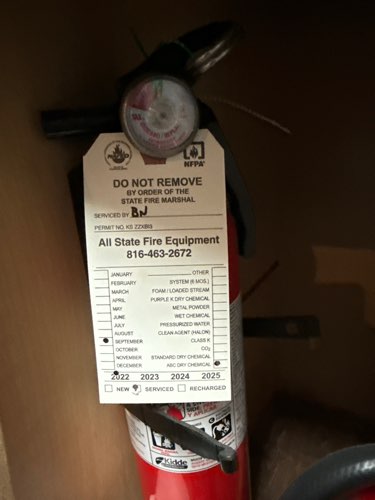 NFPA
DO NOT REMOVE
BY ORDER OF THE
STATE FIRE MARSHAL
SERVICED BY BN
PERMIT NO. KS ZZXBIS
All State Fire Equipment
816-463-2672
JANUARY OTHER
FEBRUARY SYSTEM (6 MOS.)
MARCH FOAM / LOADED STREAM
APRIL PURPLE K DRY CHEMICAL
MAY METAL POWDER
JUNE WET CHEMICAL
JULY PRESSURIZED WATER
AUGUST CLEAN AGENT (HALON)
SEPTEMBER CLASS K
OCTOBER CO2
NOVEMBER STANDARD DRY CHEMICAL
DECEMBER ABC DRY CHEMICAL
2022 2023 2024 2025
NEW SERVICED RECHARGED
Kidde